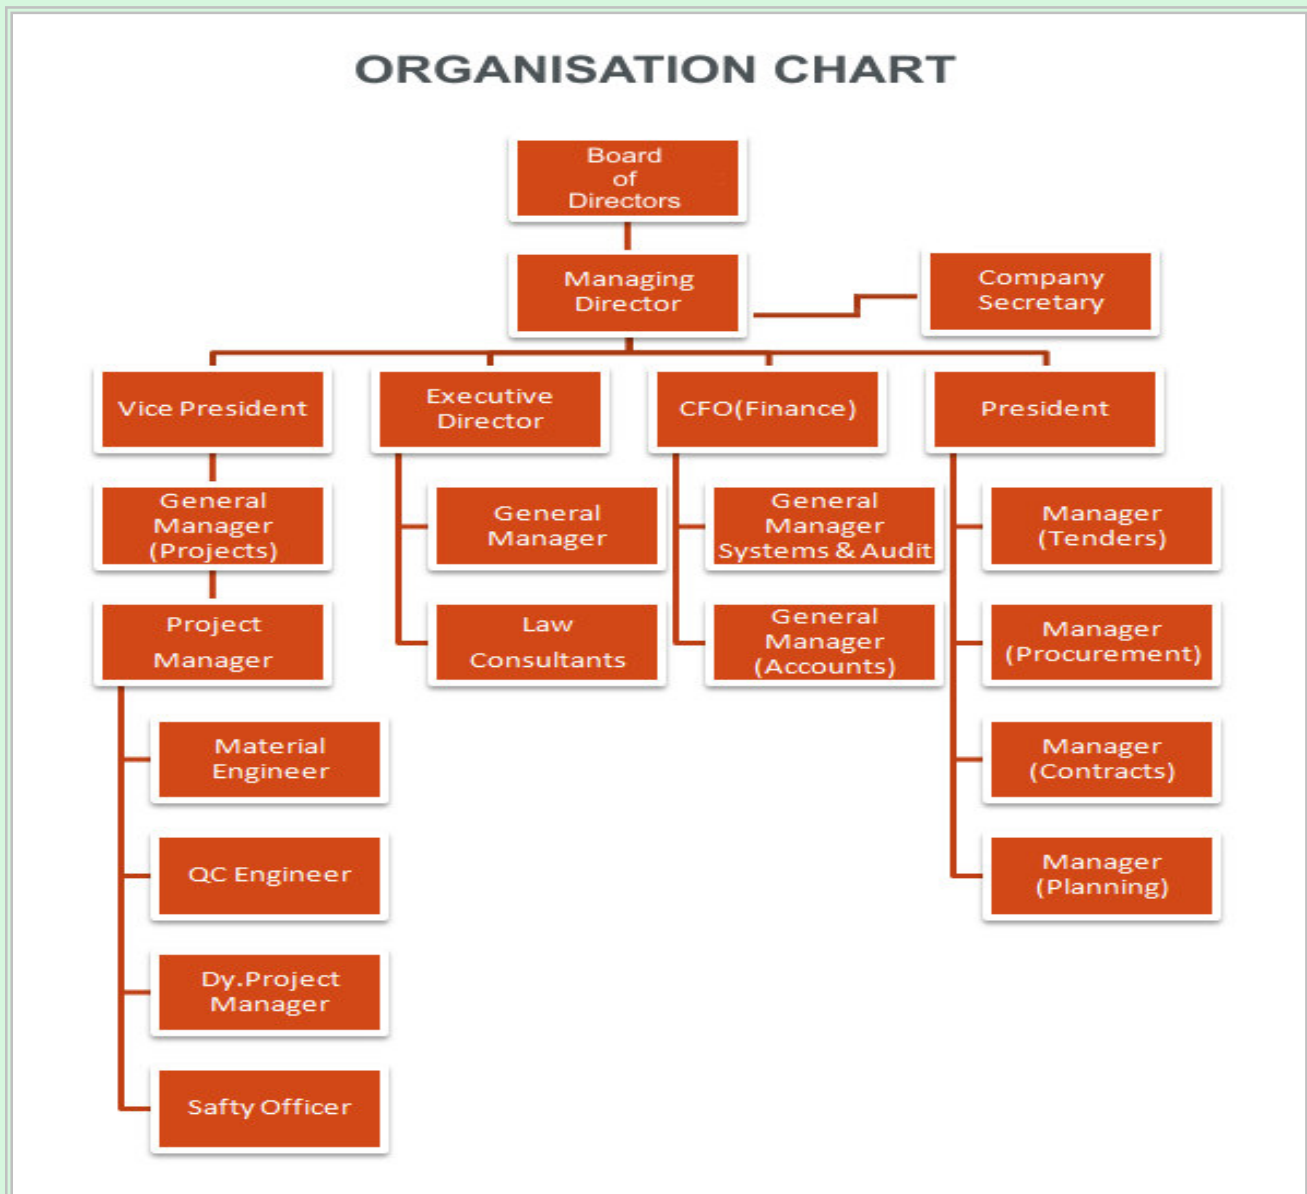 ORGANISATION CHART
Board
of
Directors
Managing
Director
Company
Secretary
Vice President
Executive
Director
CFO(Finance)
President
General
Manager
(Projects)
General
Manager
General
Manager
Systems & Audit
Manager
(Tenders)
Project
Manager
Law
Consultants
General
Manager
(Accounts)
Manager
(Procurement)
Material
Engineer
Manager
(Contracts)
QC Engineer
Manager
(Planning)
Dy.Project
Manager
Safty Officer